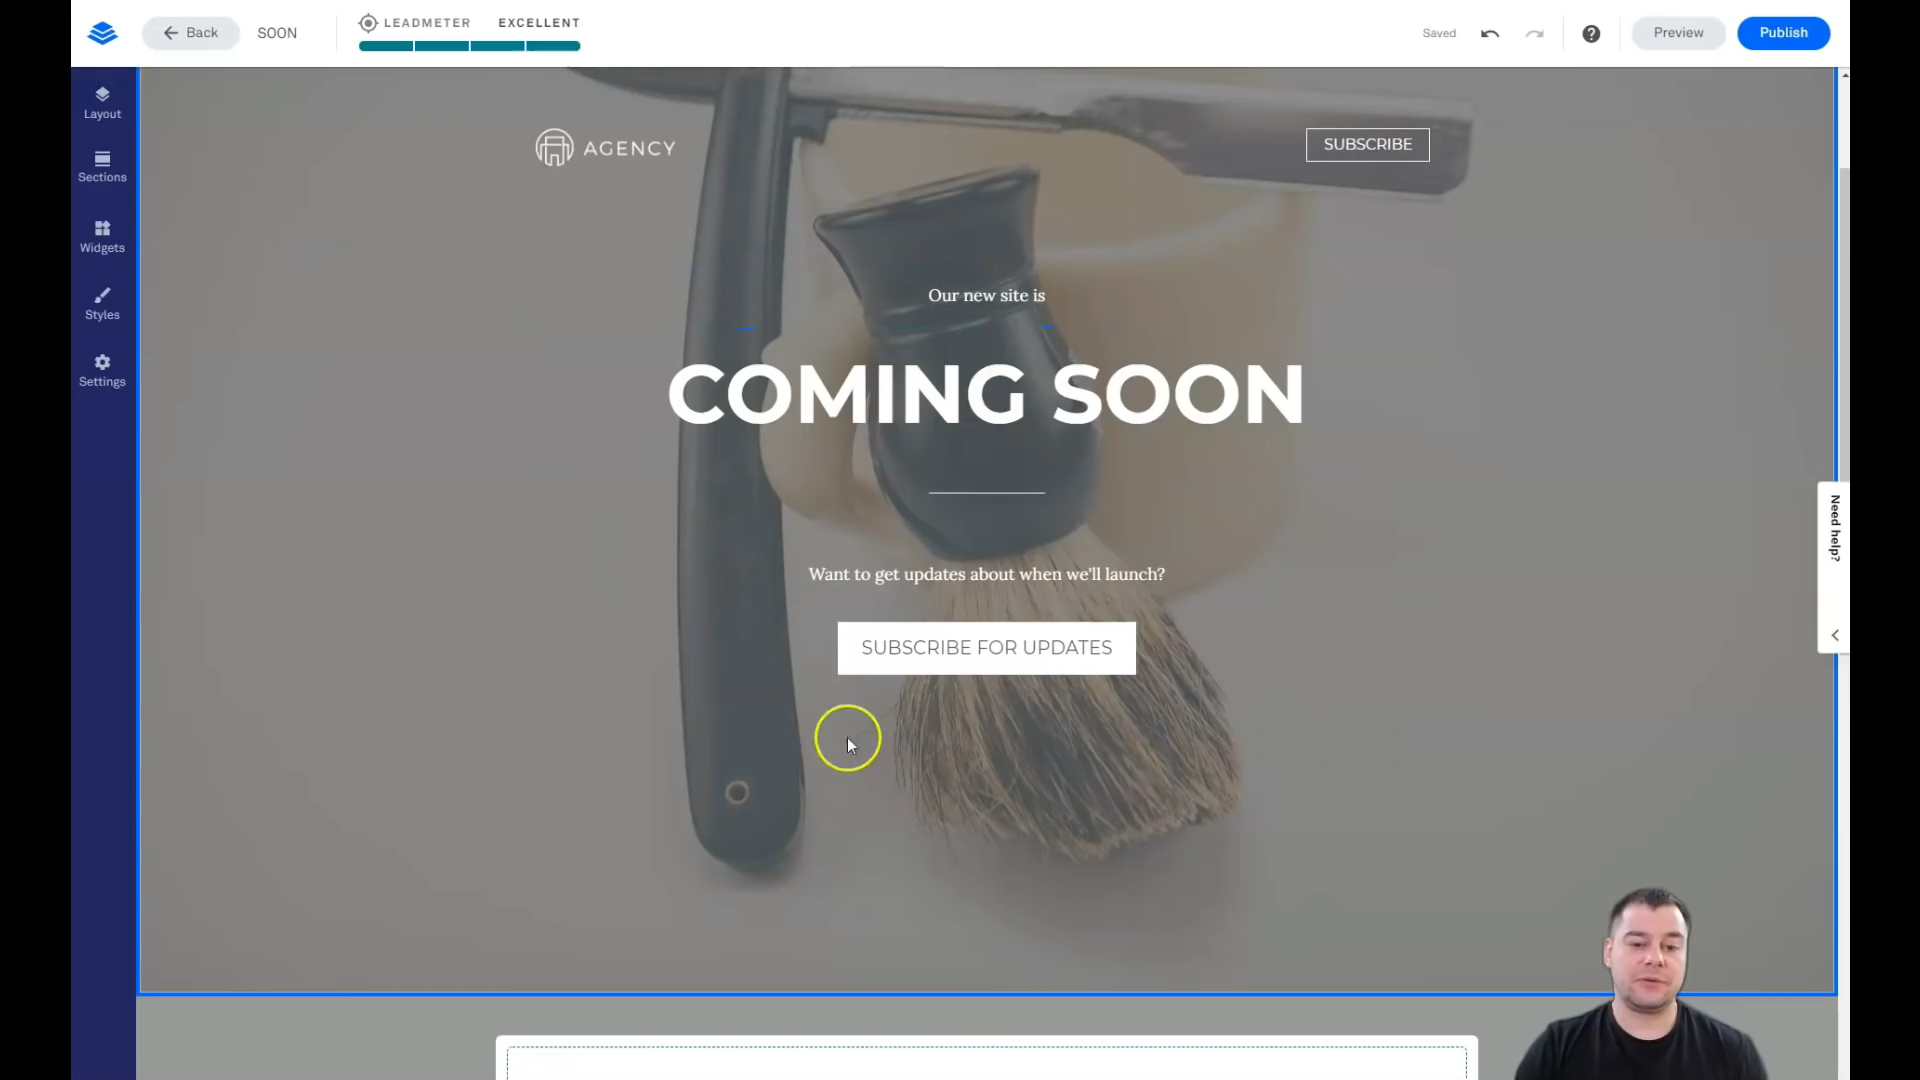 Back
SOON
LEADMETER EXCELLENT
Saved
?
Preview
Publish
Layout
Sections
Widgets
Styles
Settings
AGENCY
SUBSCRIBE
Our new site is
COMING SOON
Want to get updates about when we'll launch?
SUBSCRIBE FOR UPDATES
Need help?